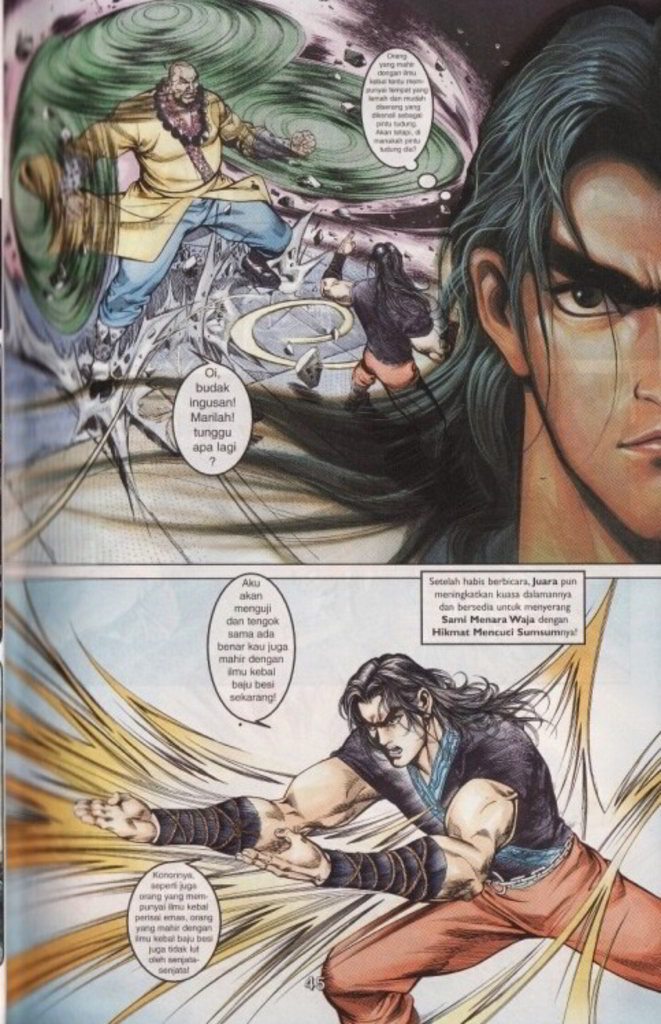 Orang
yang mahir
dengan ilmu
kebal tentu mem-
punyai tempat yang
lemah dan mudah
diserang yang
dikenali sebagai
pintu tudung.
Akan tetapi, di
manakah pintu
tudung dia?
Oi,
budak
ingusan!
Marilah!
tunggu
apa lagi
?
Aku
akan
menguji
dan tengok
sama ada
benar kau juga
mahir dengan
ilmu kebal
baju besi
sekarang!
Setelah habis berbicara, Juara pun
meningkatkan kuasa dalamannya
dan bersedia untuk menyerang
Sami Menara Waja dengan
Hikmat Mencuci Sumsumnya!
Kononnya,
seperti juga
orang yang mem-
punyai ilmu kebal
perisai emas, orang
yang mahir dengan
ilmu kebal baju besi
juga tidak lut
oleh senjata-
senjata!
45